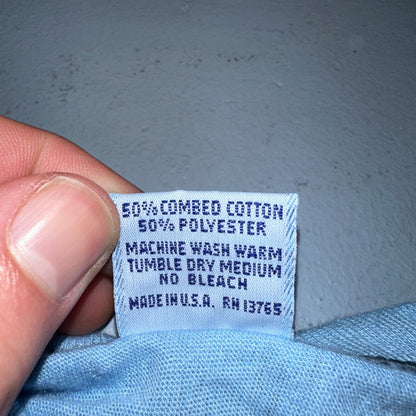 50% COMBED COTTON
50% POLYESTER
MACHINE WASH WARM
TUMBLE DRY MEDIUM
NO BLEACH
MADE IN U.S.A. RN 13765